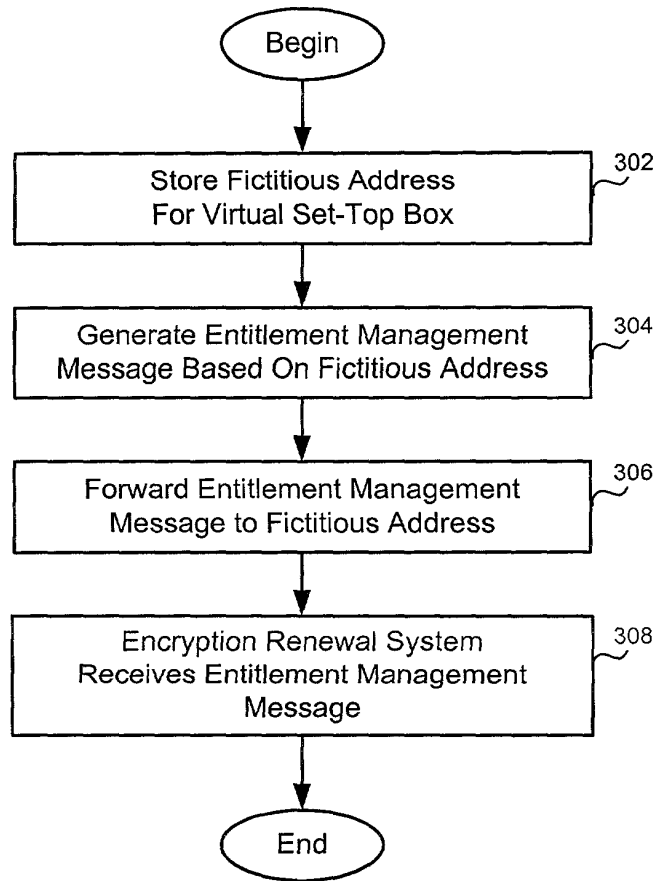 Begin
302
Store Fictitious Address
For Virtual Set-Top Box
304
Generate Entitlement Management
Message Based On Fictitious Address
306
Forward Entitlement Management
Message to Fictitious Address
308
Encryption Renewal System
Receives Entitlement Management
Message
End